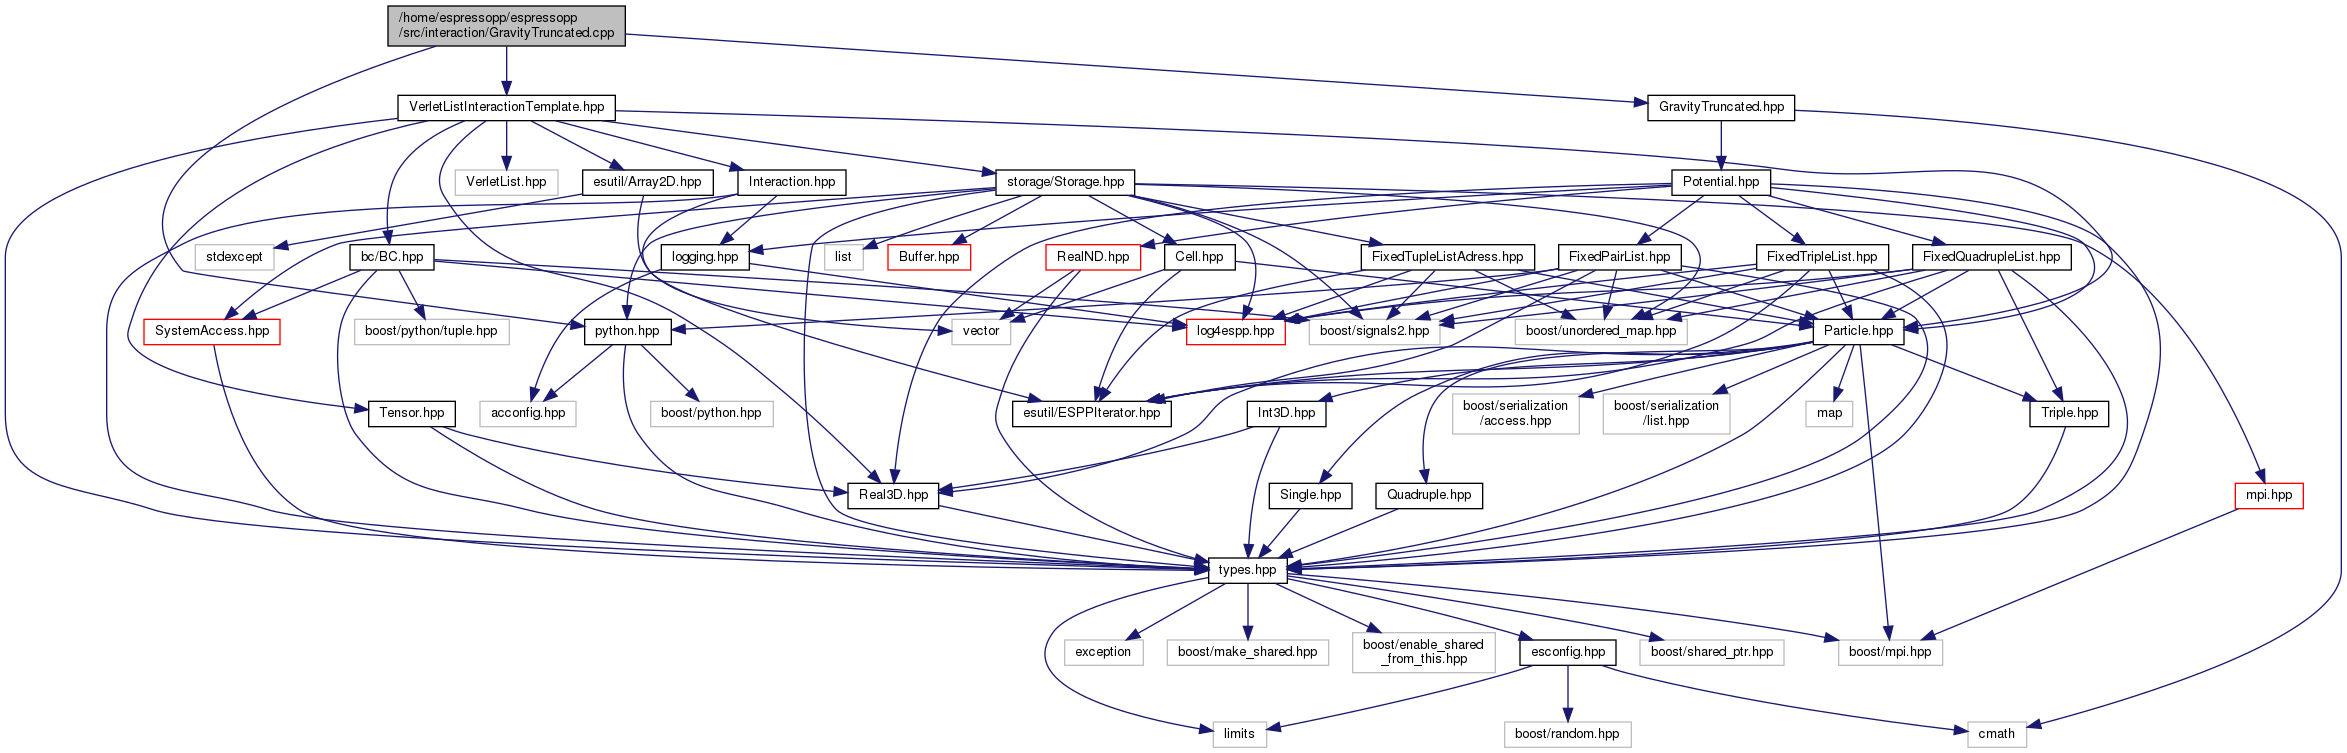 /home/espressopp/espressopp
/src/interaction/GravityTruncated.cpp
VerletListInteractionTemplate.hpp
GravityTruncated.hpp
VerletList.hpp
esutil/Array2D.hpp
Interaction.hpp
storage/Storage.hpp
Potential.hpp
stdexcept
bc/BC.hpp
logging.hpp
list
Buffer.hpp
RealND.hpp
Cell.hpp
FixedTupleListAdress.hpp
FixedPairList.hpp
FixedTripleList.hpp
FixedQuadrupleList.hpp
SystemAccess.hpp
boost/python/tuple.hpp
python.hpp
vector
log4espp.hpp
boost/signals2.hpp
boost/unordered_map.hpp
Particle.hpp
Tensor.hpp
acconfig.hpp
boost/python.hpp
esutil/ESPPIterator.hpp
Int3D.hpp
boost/serialization
/access.hpp
boost/serialization
/list.hpp
map
Triple.hpp
Real3D.hpp
Single.hpp
Quadruple.hpp
mpi.hpp
types.hpp
exception
boost/make_shared.hpp
boost/enable_shared
_from_this.hpp
esconfig.hpp
boost/shared_ptr.hpp
boost/mpi.hpp
limits
boost/random.hpp
cmath